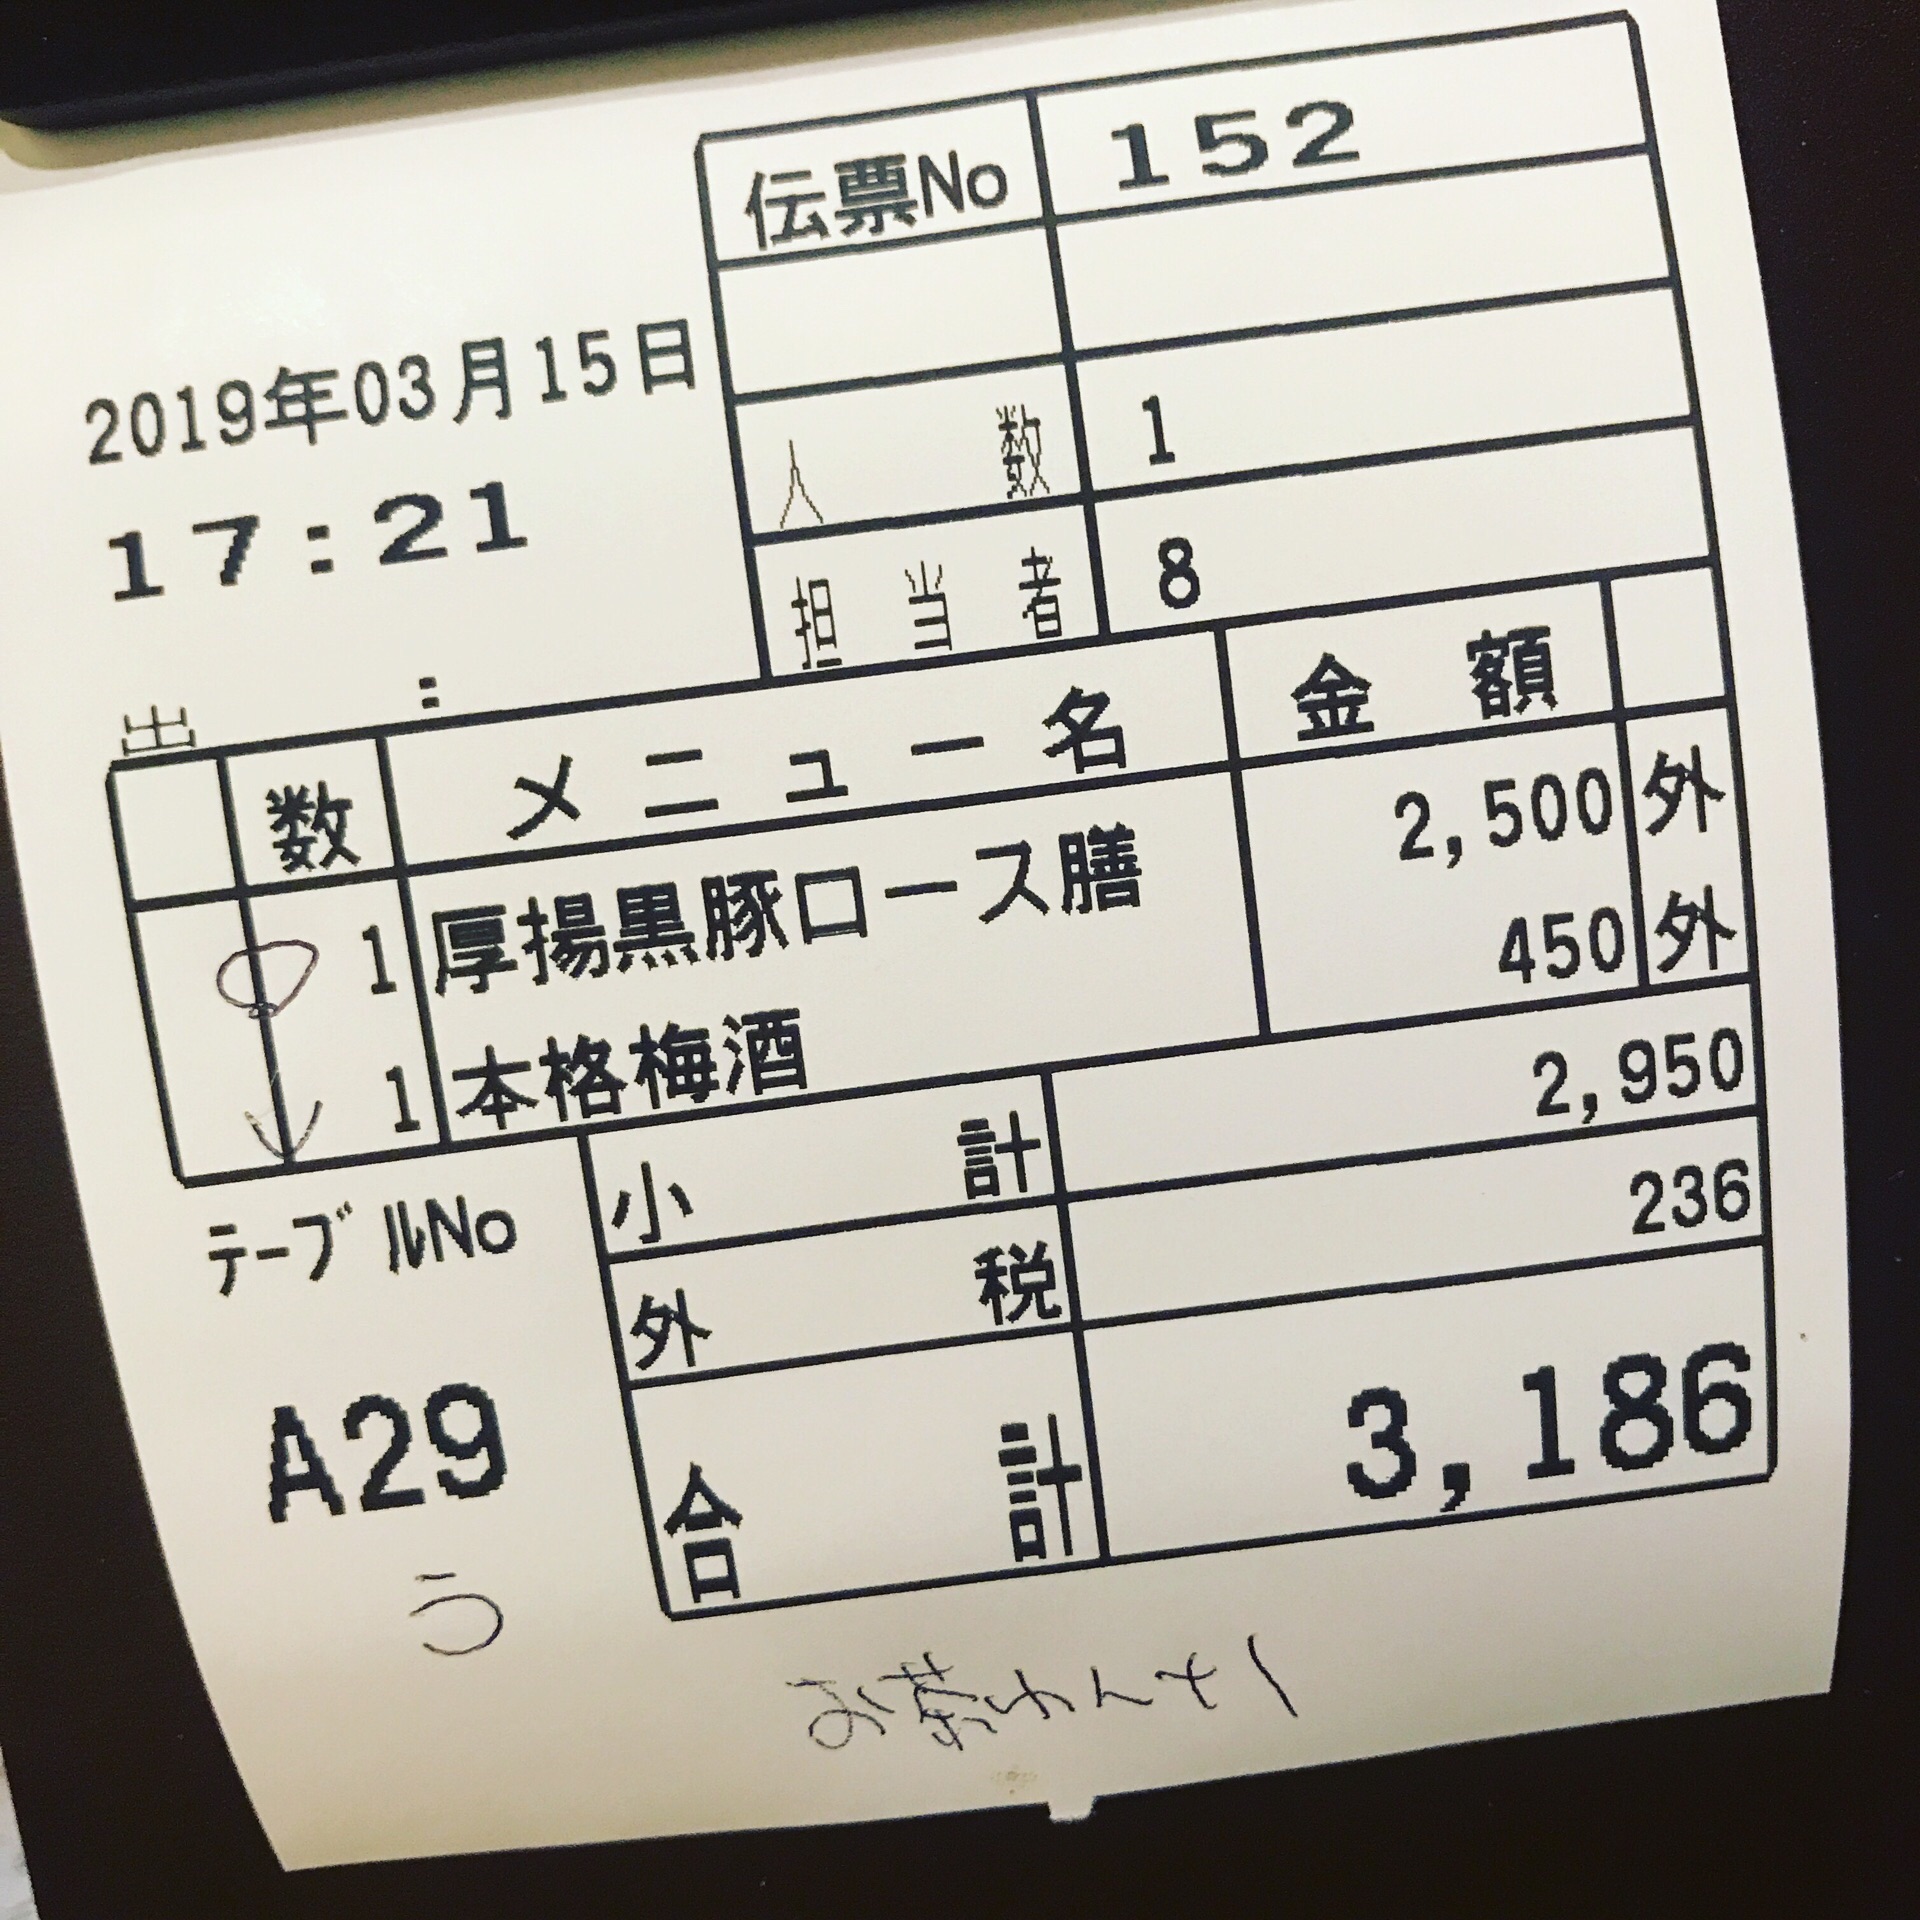 伝票No 152
2019年03月15日
17:21
人数 1
担当者 8
出 :
数 メニュー名 金額
1 厚揚黒豚ロース膳 2,500 外
1 本格梅酒 450 外
小計 2,950
外税 236
合計 3,186
テーブルNo
A29
う
お茶わんセ1